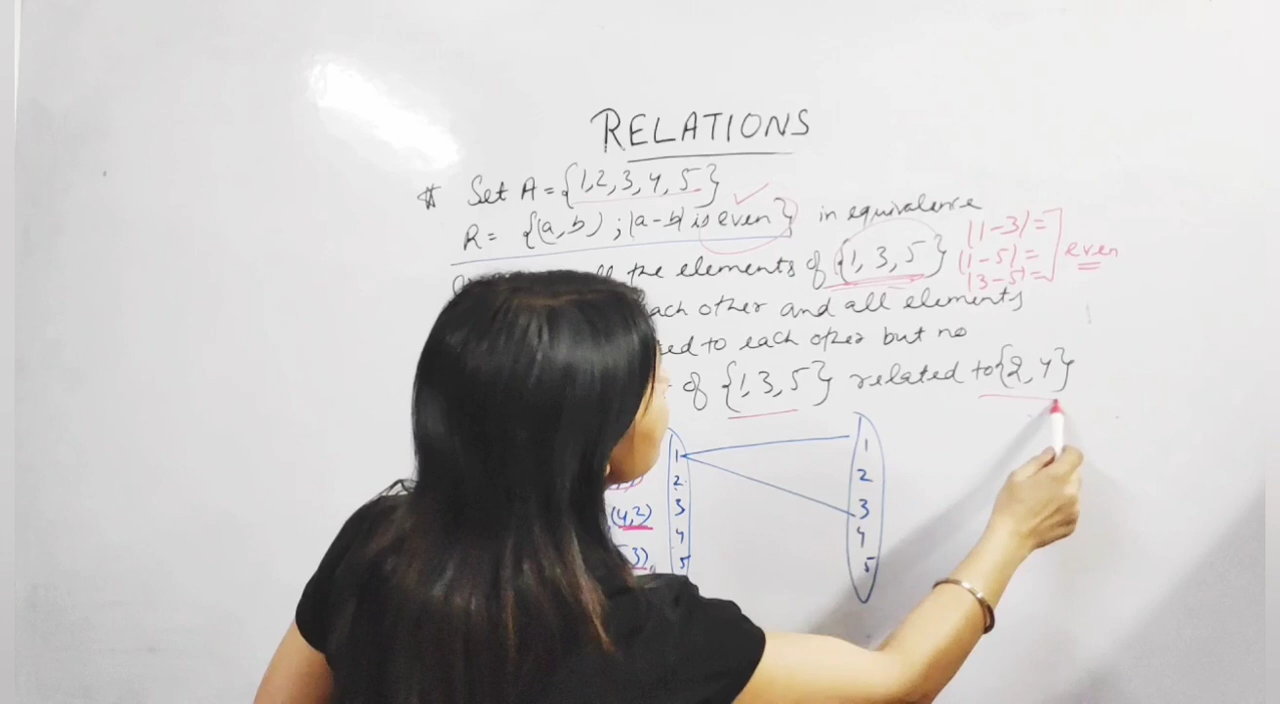 RELATIONS
# Set A = {1,2,3,4,5}
R = {(a,b) ; |a-b| is even} in equivalence
the elements of {1,3,5}
|1-3| =
|1-5| =
|3-5| =
even
each other and all elements
to each other but no
of {1,3,5} related to {2,4}
1
2
3
4
5
1
2
3
4
5
(4,2)
3)